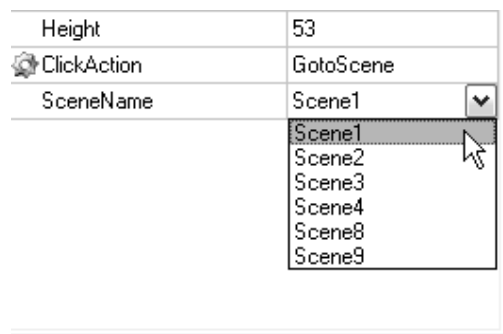 Height 53
ClickAction GotoScene
SceneName Scene1
Scene1
Scene2
Scene3
Scene4
Scene8
Scene9